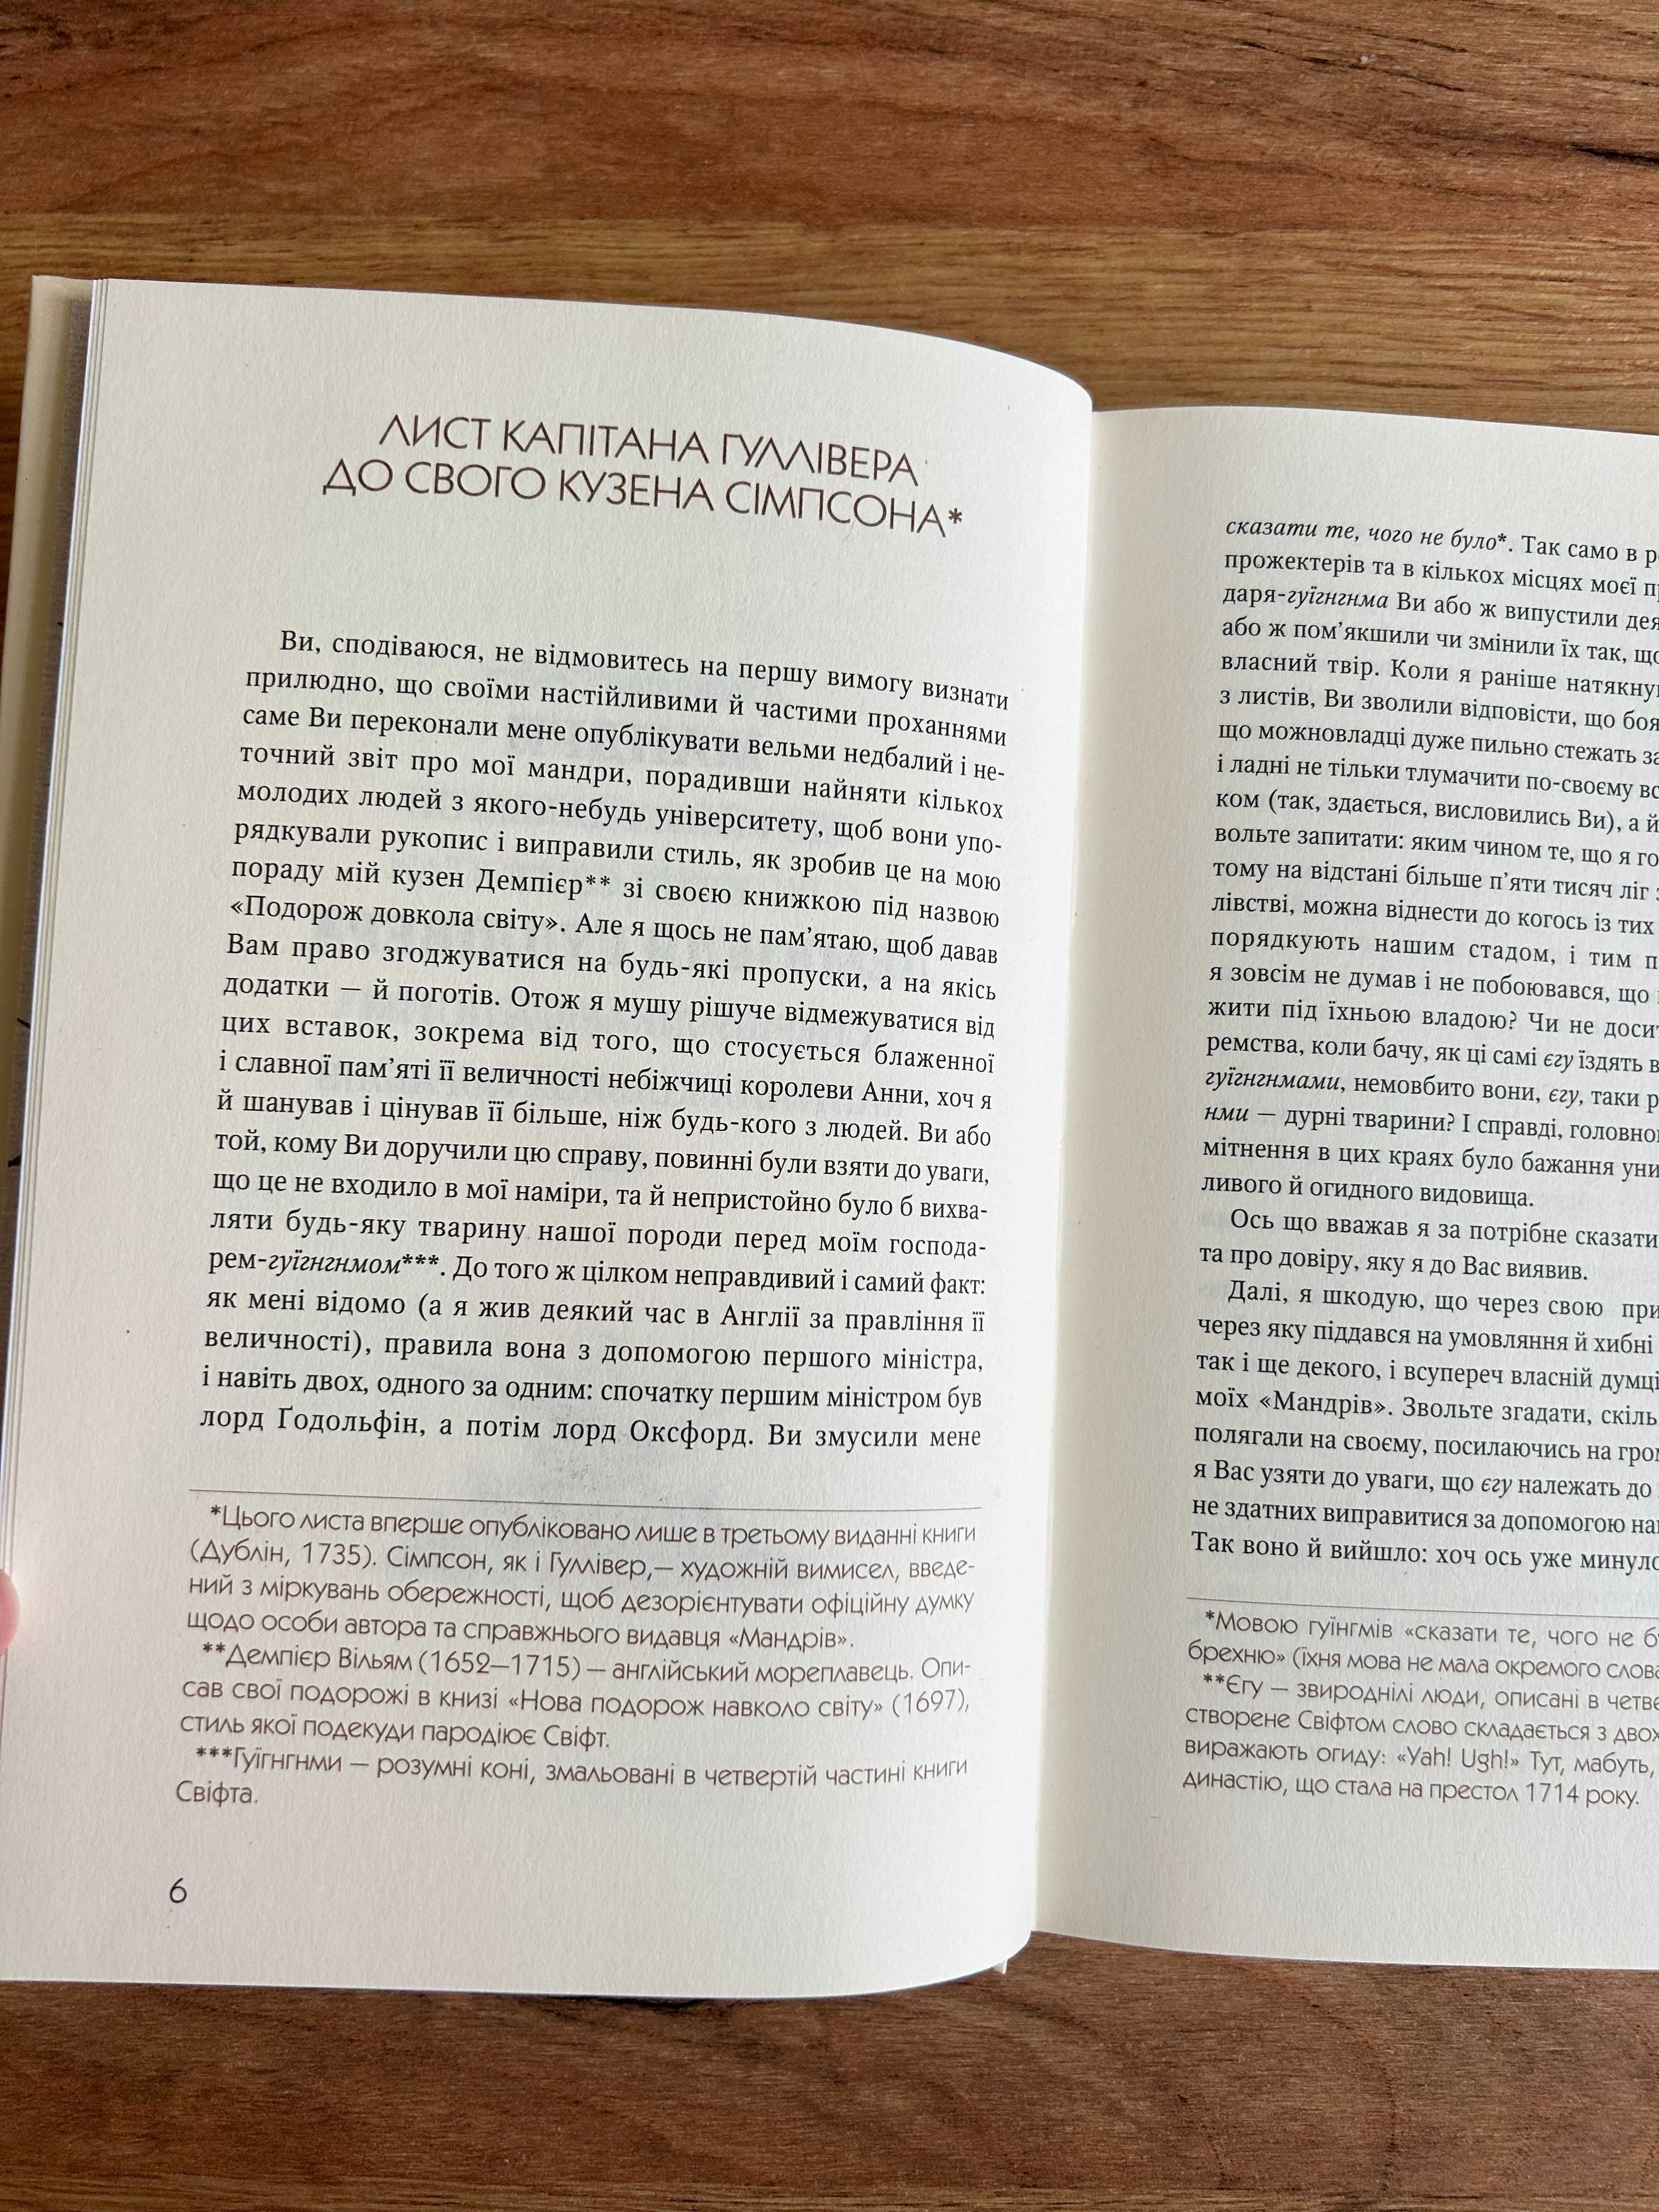 ЛИСТ КАПІТАНА ГУЛЛІВЕРА
ДО СВОГО КУЗЕНА СІМПСОНА*
Ви, сподіваюся, не відмовитесь на першу вимогу визнати
прилюдно, що своїми настійливими й частими проханнями
саме Ви переконали мене опублікувати вельми недбалий і не-
точний звіт про мої мандри, порадивши найняти кількох
молодих людей з якого-небудь університету, щоб вони упо-
рядкували рукопис і виправили стиль, як зробив це на мою
пораду мій кузен Демпієр** зі своєю книжкою під назвою
«Подорож довкола світу». Але я щось не пам’ятаю, щоб давав
Вам право згоджуватися на будь-які пропуски, а на якісь
додатки — й поготів. Отож я мушу рішуче відмежуватися від
цих вставок, зокрема від того, що стосується блаженної
і славної пам’яті її величності небіжчиці королеви Анни, хоч я
й шанував і цінував її більше, ніж будь-кого з людей. Ви або
той, кому Ви доручили цю справу, повинні були взяти до уваги,
що це не входило в мої наміри, та й непристойно було б вихва-
ляти будь-яку тварину нашої породи перед моїм господа-
рем-гуїгнгнмом***. До того ж цілком неправдивий і самий факт:
як мені відомо (а я жив деякий час в Англії за правління її
величності), правила вона з допомогою першого міністра,
і навіть двох, одного за одним: спочатку першим міністром був
лорд Ґодольфін, а потім лорд Оксфорд. Ви змусили мене
*Цього листа вперше опубліковано лише в третьому виданні книги
(Дублін, 1735). Сімпсон, як і Гуллівер,— художній вимисел, введе-
ний з міркувань обережності, щоб дезорієнтувати офіційну думку
щодо особи автора та справжнього видавця «Мандрів».
**Демпієр Вільям (1652—1715) — англійський мореплавець. Опи-
сав свої подорожі в книзі «Нова подорож навколо світу» (1697),
стиль якої подекуди пародіює Свіфт.
***Гуїгнгнми — розумні коні, змальовані в четвертій частині книги
Свіфта.
6
сказати те, чого не було*. Так само в
прожектерів та в кількох місцях моєї
даря-гуїгнгнма Ви або ж випустили
або ж пом’якшили чи змінили їх так,
власний твір. Коли я раніше
з листів, Ви зволили відповісти, що
що можновладці дуже пильно стежать
і ладні не тільки тлумачити по-своєму
ком (так, здається, висловились Ви), а й
вольте запитати: яким чином те, що я
тому на відстані більше п’яти тисяч ліг
лівстві, можна віднести до когось із тих
порядкують нашим стадом, і тим
я зовсім не думав і не побоювався, що
жити під їхньою владою? Чи не
ремства, коли бачу, як ці самі єгу їздять
гуїгнгнмами, немовбито вони, єгу, таки
нми — дурні тварини? І справді,
мітнення в цих краях було бажання
ливого й огидного видовища.
Ось що вважав я за потрібне сказати
та про довіру, яку я до Вас виявив.
Далі, я шкодую, що через свою
через яку піддався на умовляння й хибні
так і ще декого, і всупереч власній думці
моїх «Мандрів». Звольте згадати,
полягали на своєму, посилаючись на
я Вас узяти до уваги, що єгу належать до
не здатних виправитися за допомогою
Так воно й вийшло: хоч ось уже
*Мовою гуїнгмів «сказати те, чого не
брехню» (їхня мова не мала окремого
**Єгу — звироднілі люди, описані в
створене Свіфтом слово складається з
виражають огиду: «Yah! Ugh!» Тут, мабуть,
династію, що стала на престол 1714 року.